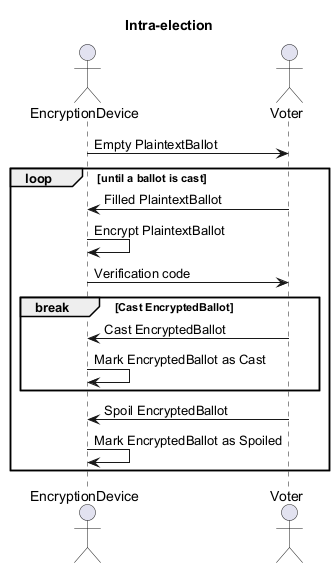 Intra-election
EncryptionDevice Voter
Empty PlaintextBallot
loop [until a ballot is cast]
Filled PlaintextBallot
Encrypt PlaintextBallot
Verification code
break [Cast EncryptedBallot]
Cast EncryptedBallot
Mark EncryptedBallot as Cast
Spoil EncryptedBallot
Mark EncryptedBallot as Spoiled
EncryptionDevice Voter